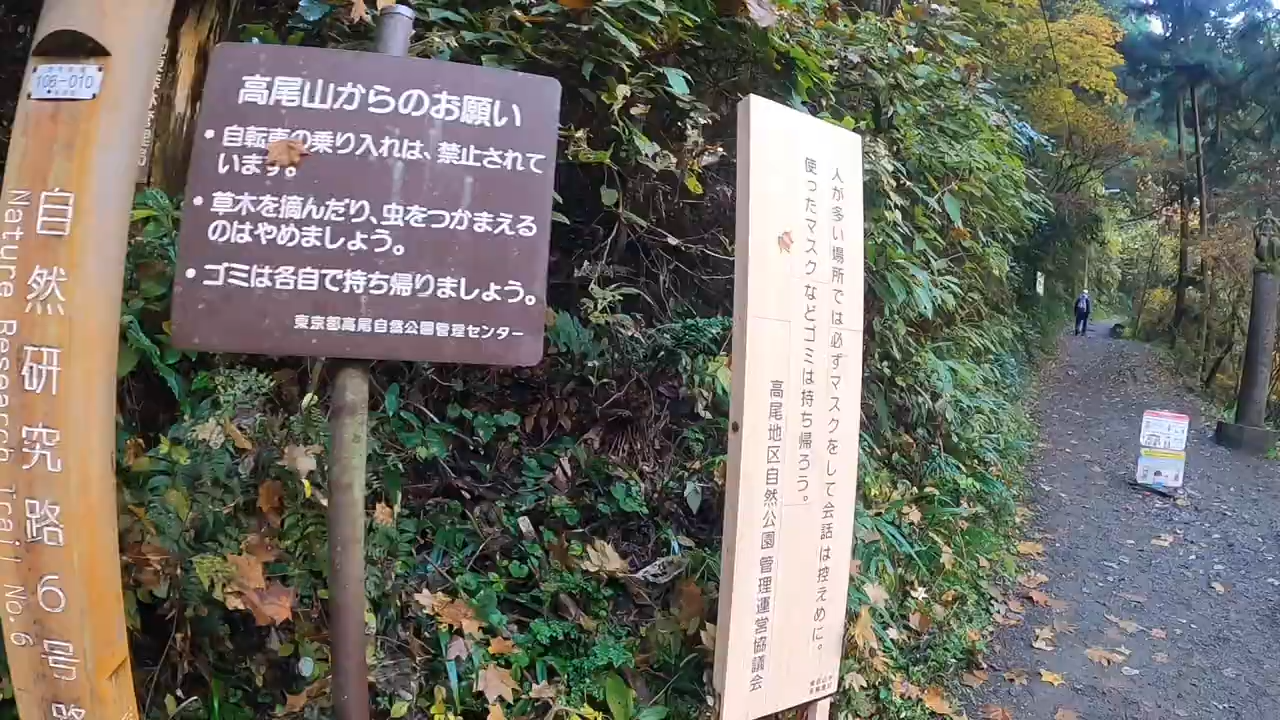 106-010
自然研究路6号路
Nature Research Trail No.6
高尾山からのお願い
・自転車の乗り入れは、禁止されて
います。
・草木を摘んだり、虫をつかまえる
のはやめましょう。
・ゴミは各自で持ち帰りましょう。
東京都高尾自然公園管理センター
人が多い場所では必ずマスクをして会話は控えめに。
使ったマスクなどゴミは持ち帰ろう。
高尾地区自然公園管理運営協議会